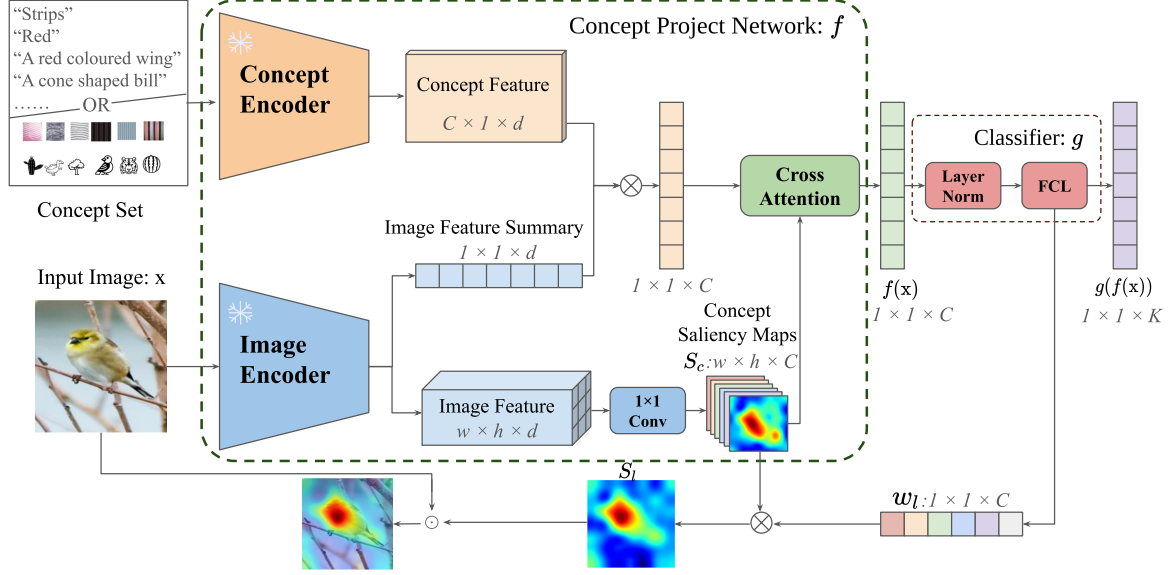 “Strips”
“Red”
“A red coloured wing”
“A cone shaped bill”
...... OR
Concept Set
Input Image: x
Concept Project Network: f
Concept
Encoder
Concept Feature
C × 1 × d
Image Feature Summary
1 × 1 × d
Image
Encoder
Image Feature
w × h × d
1×1
Conv
1 × 1 × C
Concept
Saliency Maps
S_c:w × h × C
Cross
Attention
f(x)
1 × 1 × C
Classifier: g
Layer
Norm
FCL
g(f(x))
1 × 1 × K
S_l
w_l:1 × 1 × C